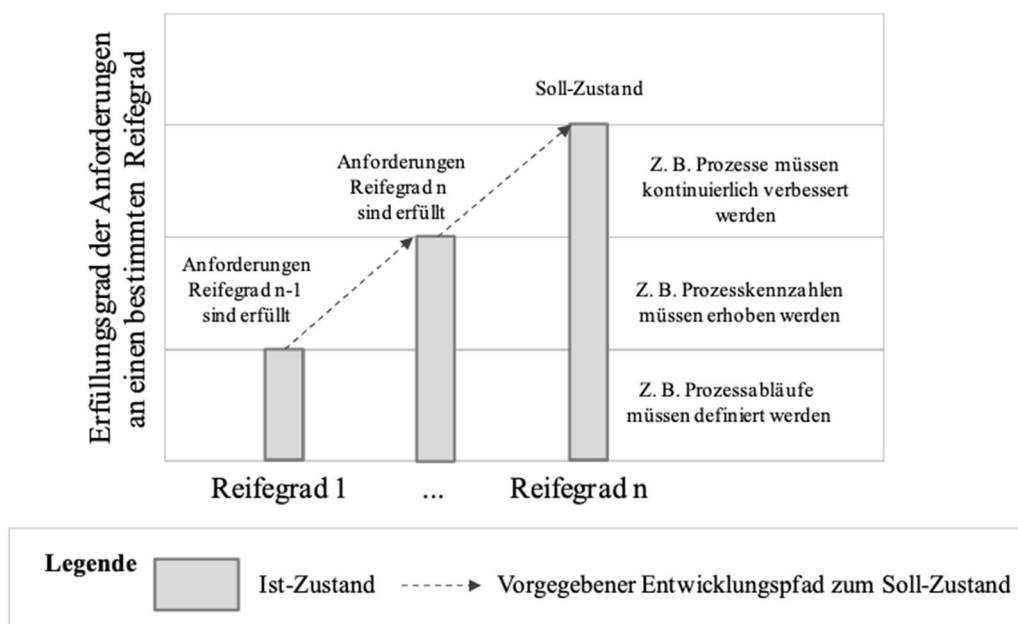 Erfüllungsgrad der Anforderungen
an einen bestimmten Reifegrad
Soll-Zustand
Anforderungen
Reifegrad n
sind erfüllt
Z. B. Prozesse müssen
kontinuierlich verbessert
werden
Anforderungen
Reifegrad n-1
sind erfüllt
Z. B. Prozesskennzahlen
müssen erhoben werden
Z. B. Prozessabläufe
müssen definiert werden
Reifegrad 1
...
Reifegrad n
Legende
Ist-Zustand
Vorgegebener Entwicklungspfad zum Soll-Zustand